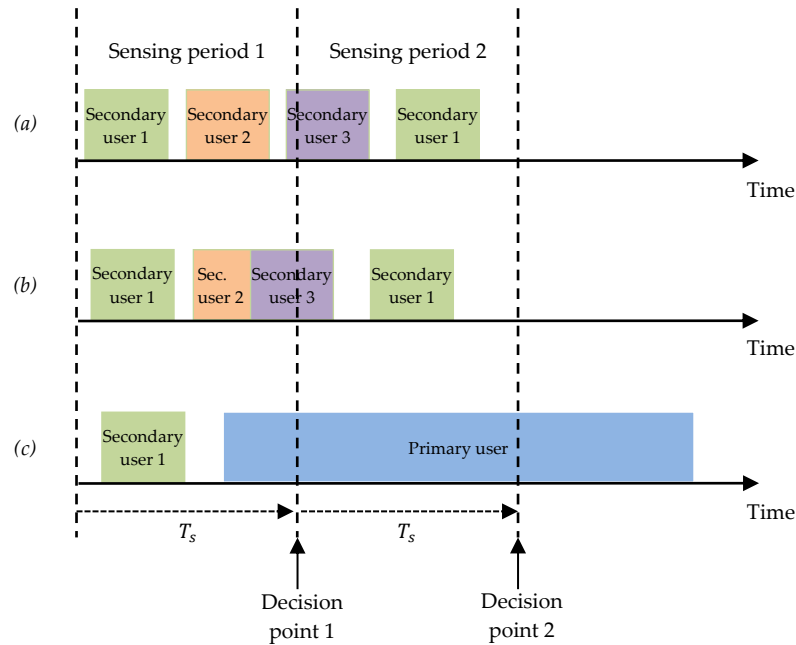 Sensing period 1
Sensing period 2
(a)
Secondary
user 1
Secondary
user 2
Secondary
user 3
Secondary
user 1
Time
(b)
Secondary
user 1
Sec.
user 2
Secondary
user 3
Secondary
user 1
Time
(c)
Secondary
user 1
Primary user
Time
T_s
T_s
Decision
point 1
Decision
point 2